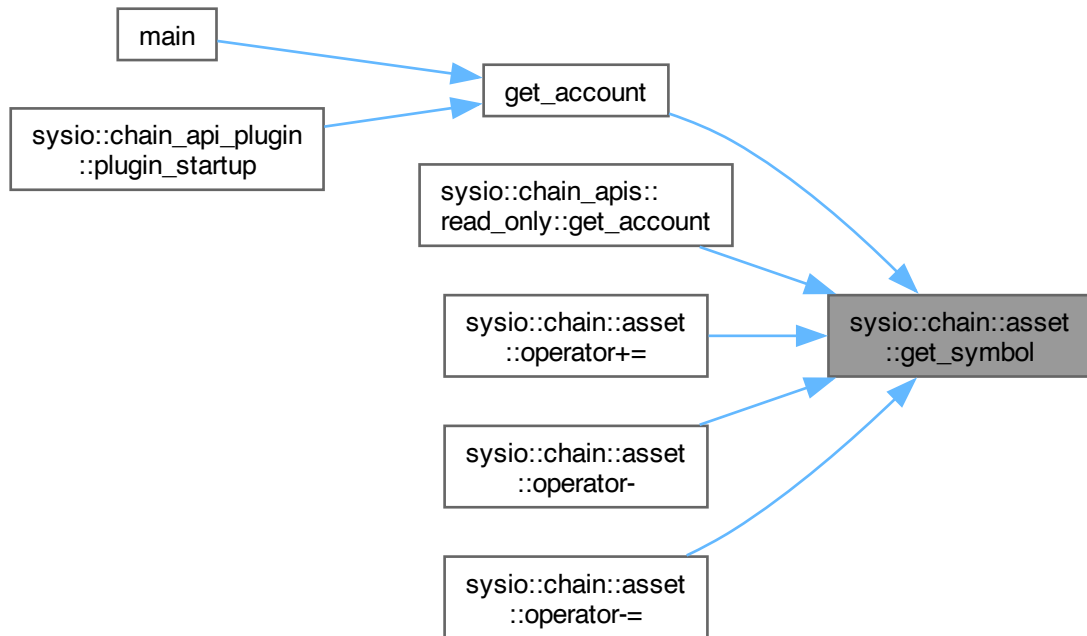 main
get_account
sysio::chain_api_plugin
::plugin_startup
sysio::chain_apis::
read_only::get_account
sysio::chain::asset
::operator+=
sysio::chain::asset
::get_symbol
sysio::chain::asset
::operator-
sysio::chain::asset
::operator-=